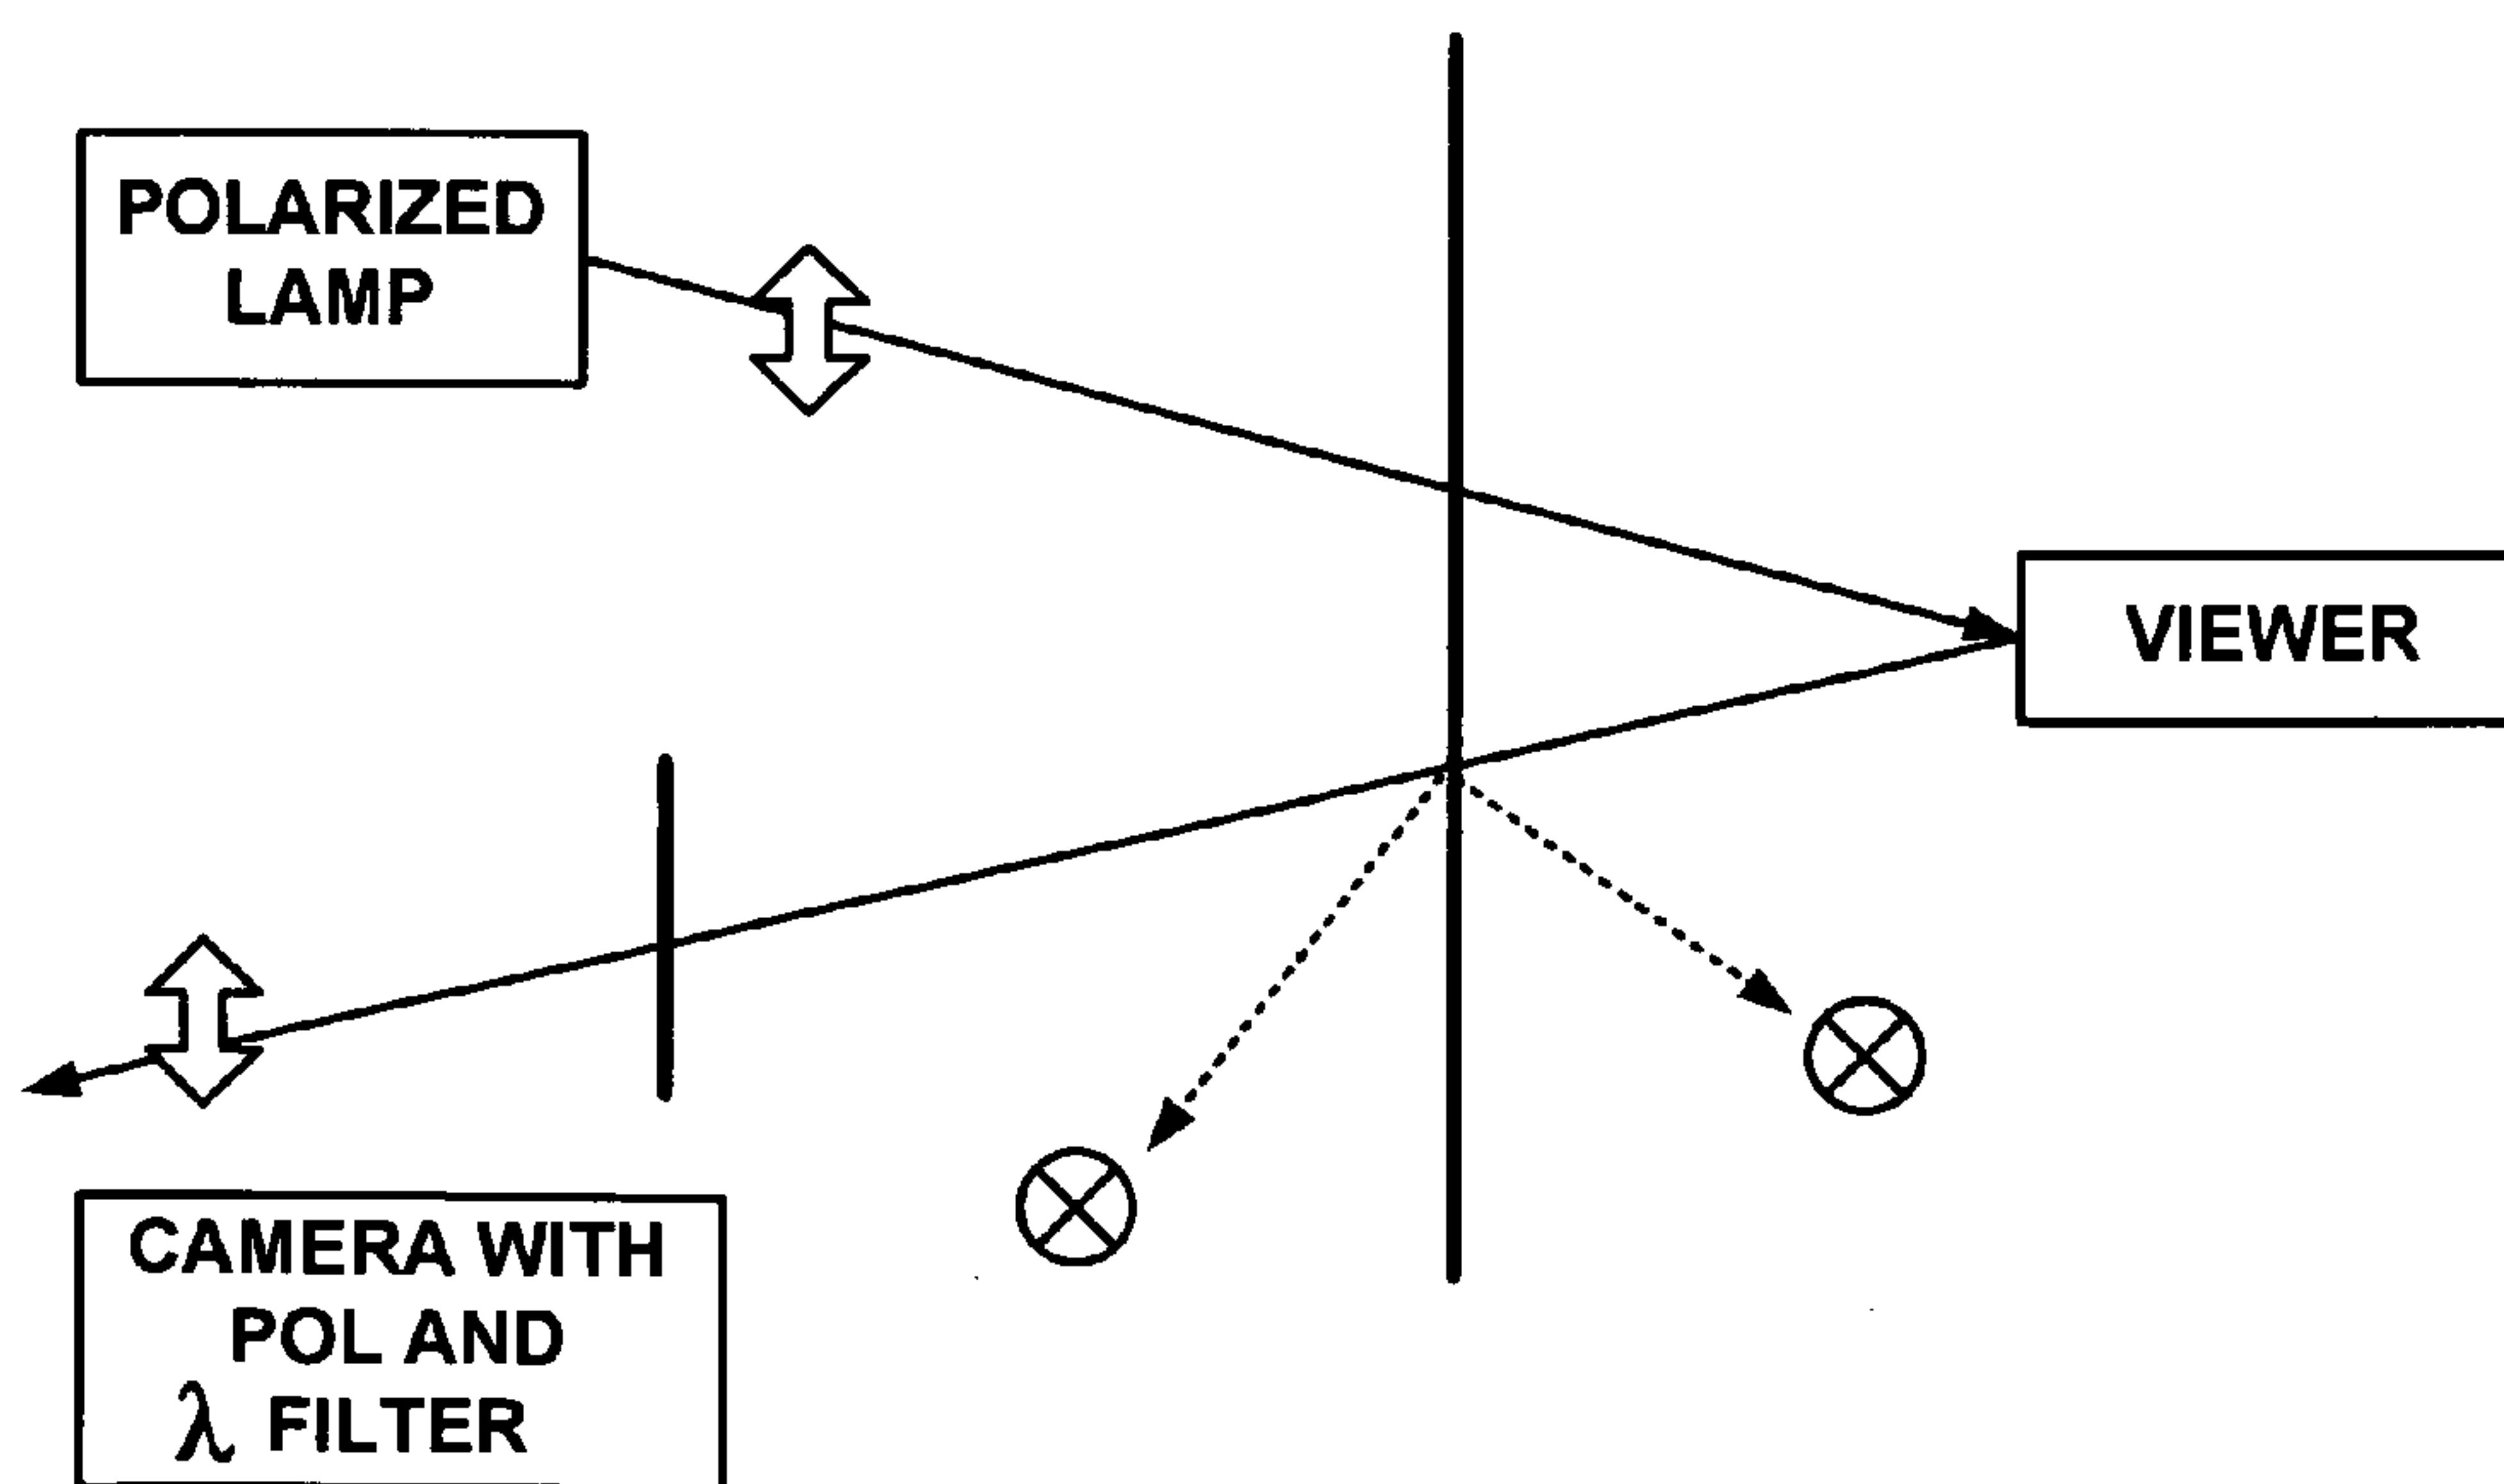 POLARIZED
LAMP
VIEWER
CAMERA WITH
POL AND
λ FILTER